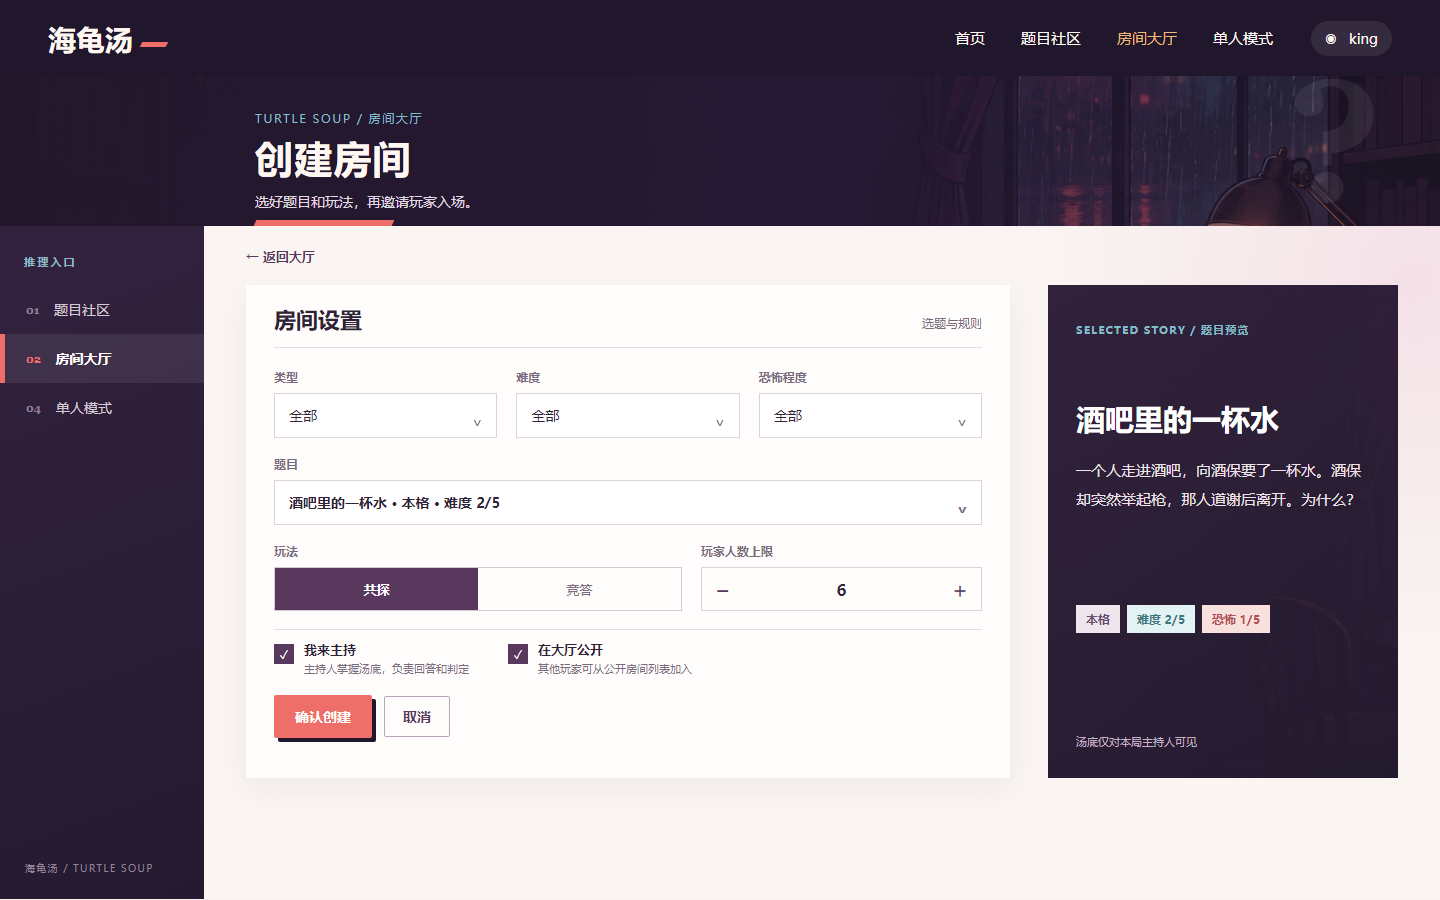 海龟汤
首页 题目社区 房间大厅 单人模式 king
TURTLE SOUP / 房间大厅
创建房间
选好题目和玩法，再邀请玩家入场。
?
推理入口
01 题目社区
02 房间大厅
04 单人模式
海龟汤 / TURTLE SOUP
← 返回大厅
房间设置
选题与规则
类型 难度 恐怖程度
全部 全部 全部
题目
酒吧里的一杯水 • 本格 • 难度 2/5
玩法 玩家人数上限
共探 竞答 − 6 +
我来主持 在大厅公开
主持人掌握汤底，负责回答和判定 其他玩家可从公开房间列表加入
确认创建 取消
SELECTED STORY / 题目预览
酒吧里的一杯水
一个人走进酒吧，向酒保要了一杯水。酒保
却突然举起枪，那人道谢后离开。为什么？
本格 难度 2/5 恐怖 1/5
汤底仅对本局主持人可见